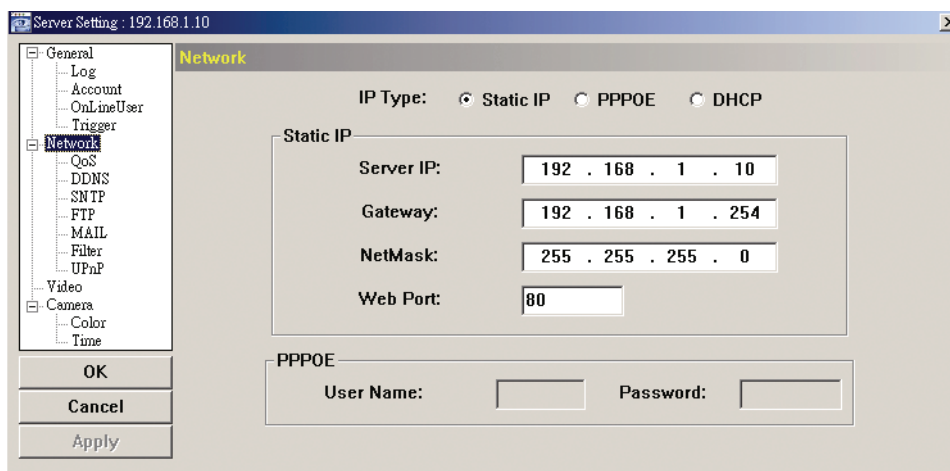 Server Setting : 192.168.1.10
General
Log
Account
OnLineUser
Trigger
Network
QoS
DDNS
SNTP
FTP
MAIL
Filter
UPnP
Video
Camera
Color
Time
OK
Cancel
Apply
Network
IP Type: Static IP PPPOE DHCP
Static IP
Server IP: 192 . 168 . 1 . 10
Gateway: 192 . 168 . 1 . 254
NetMask: 255 . 255 . 255 . 0
Web Port: 80
PPPOE
User Name: Password: